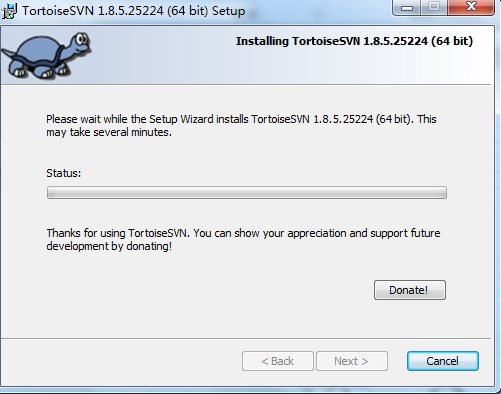 TortoiseSVN 1.8.5.25224 (64 bit) Setup
Installing TortoiseSVN 1.8.5.25224 (64 bit)
Please wait while the Setup Wizard installs TortoiseSVN 1.8.5.25224 (64 bit). This
may take several minutes.
Status:
Thanks for using TortoiseSVN. You can show your appreciation and support future
development by donating!
Donate!
< Back Next > Cancel